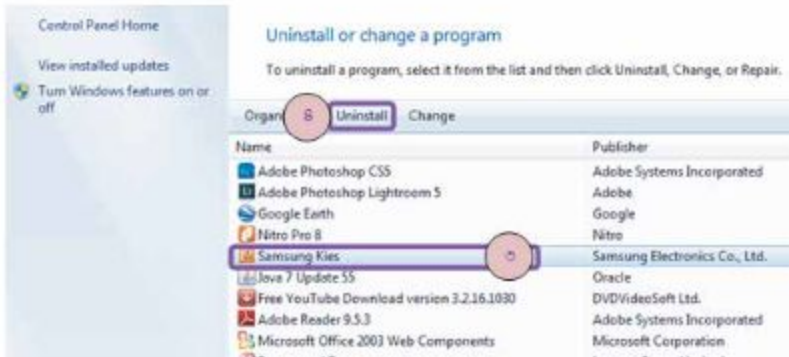 Control Panel Home
View installed updates
Turn Windows features on or
off
Uninstall or change a program
To uninstall a program, select it from the list and then click Uninstall, Change, or Repair.
Uninstall Change
Name Publisher
Adobe Photoshop CS5 Adobe Systems Incorporated
Adobe Photoshop Lightroom 5 Adobe
Google Earth Google
Nitro Pro 8 Nitro
Samsung Kies Samsung Electronics Co., Ltd.
Java 7 Update 55 Oracle
Free YouTube Download version 3.2.16.1030 DVDVideoSoft Ltd.
Adobe Reader 9.5.3 Adobe Systems Incorporated
Microsoft Office 2003 Web Components Microsoft Corporation